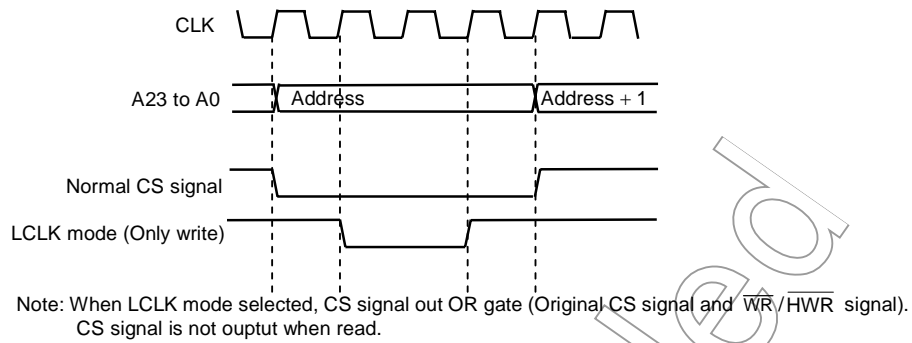 CLK
A23 to A0
Address
Address + 1
Normal CS signal
LCLK mode (Only write)
Note: When LCLK mode selected, CS signal out OR gate (Original CS signal and WR / HWR signal).
CS signal is not ouptut when read.